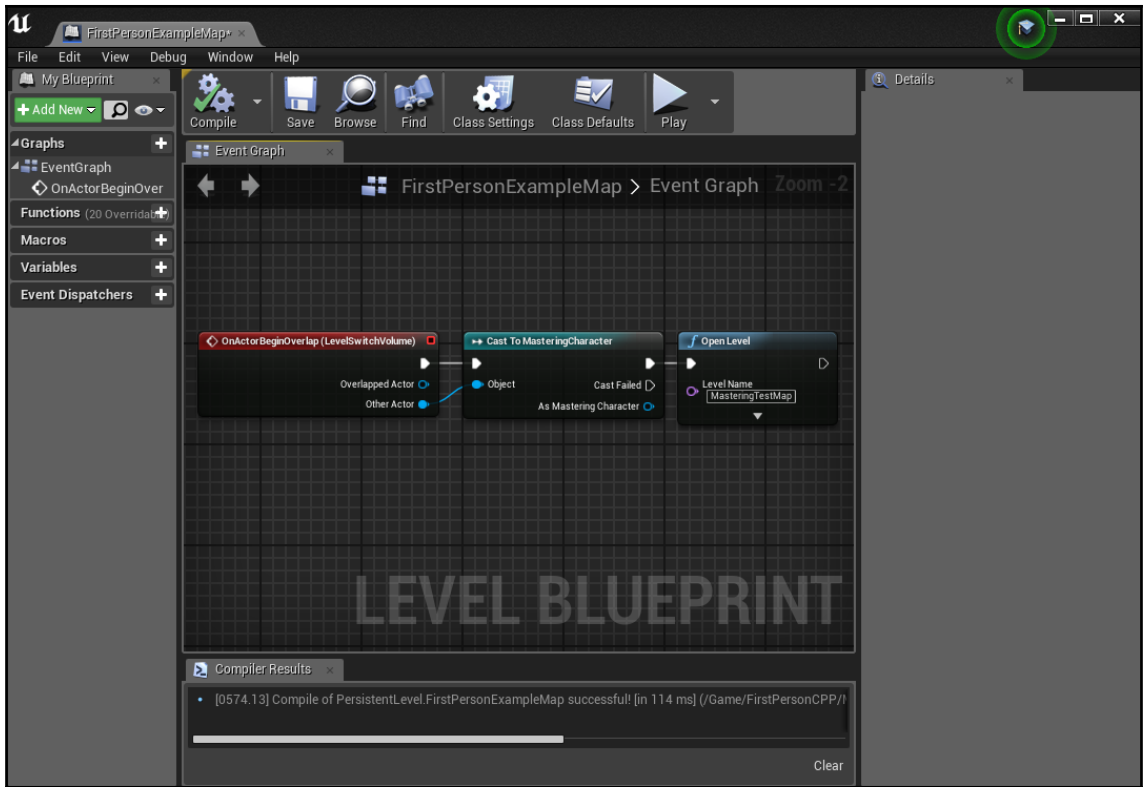 FirstPersonExampleMap*
File Edit View Debug Window Help
My Blueprint
Details
Add New
Compile Save Browse Find Class Settings Class Defaults Play
Graphs
EventGraph
OnActorBeginOver
Functions (20 Overridab
Macros
Variables
Event Dispatchers
Event Graph
FirstPersonExampleMap > Event Graph Zoom -2
OnActorBeginOverlap (LevelSwitchVolume)
Overlapped Actor
Other Actor
Cast To MasteringCharacter
Object
Cast Failed
As Mastering Character
Open Level
Level Name
MasteringTestMap
LEVEL BLUEPRINT
Compiler Results
[0574.13] Compile of PersistentLevel.FirstPersonExampleMap successful! [in 114 ms] (/Game/FirstPersonCPP/
Clear